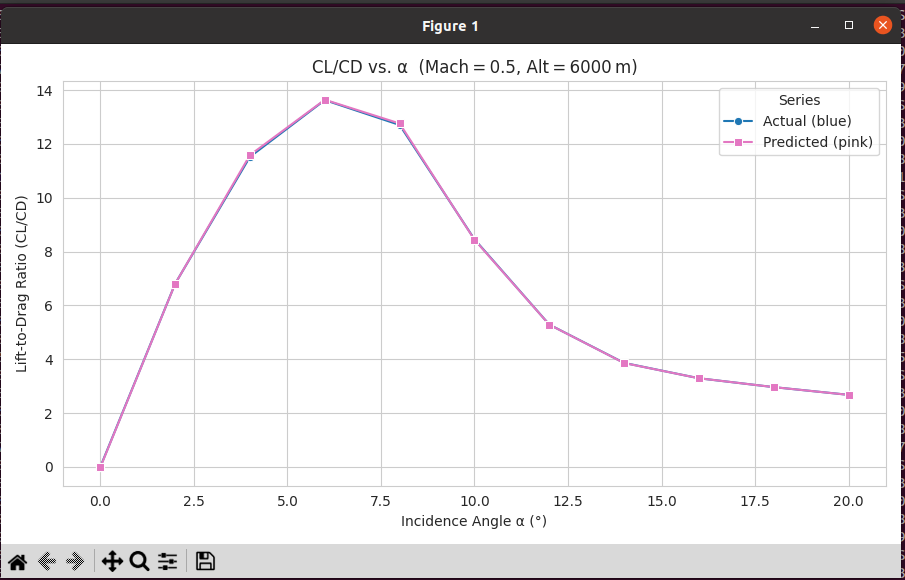 Figure 1
CL/CD vs. α (Mach = 0.5, Alt = 6000 m)
Series
Actual (blue)
Predicted (pink)
Lift-to-Drag Ratio (CL/CD)
14
12
10
8
6
4
2
0
0.0 2.5 5.0 7.5 10.0 12.5 15.0 17.5 20.0
Incidence Angle α (°)